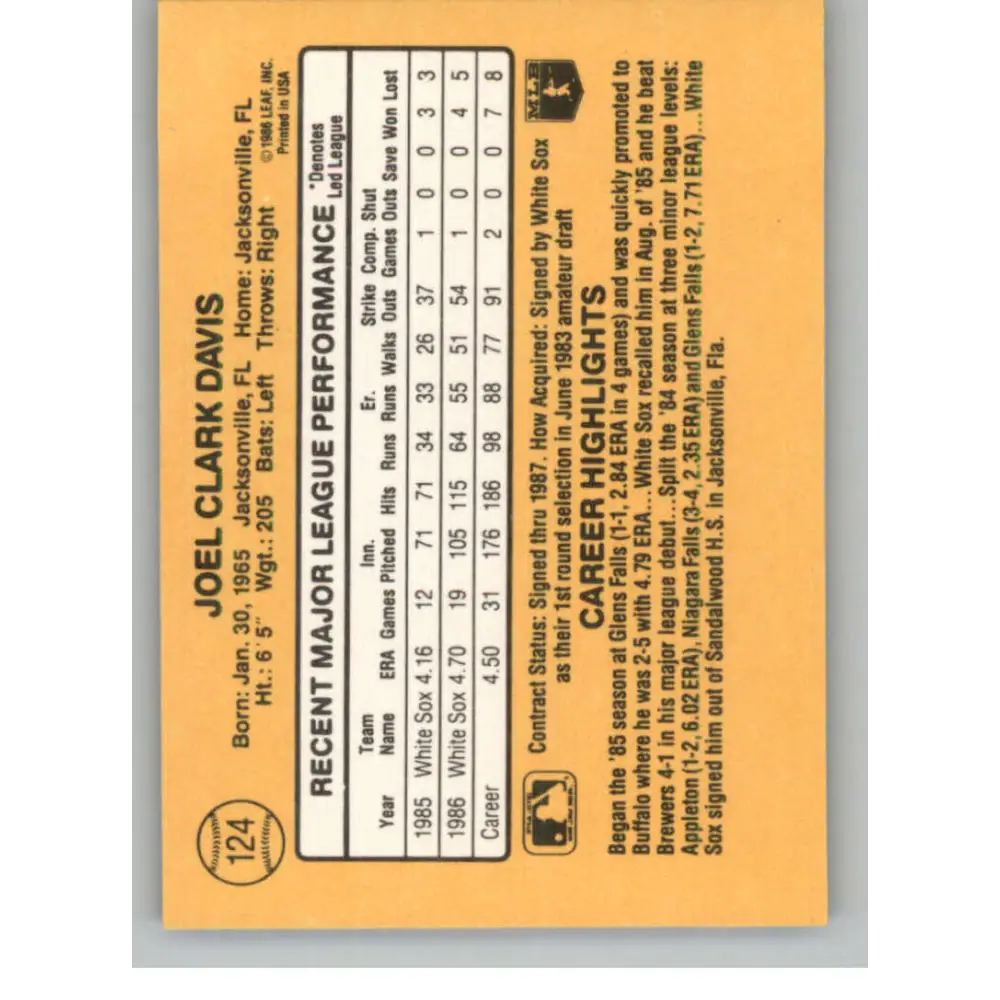 124
JOEL CLARK DAVIS
Born: Jan. 30, 1965 Jacksonville, FL Home: Jacksonville, FL
Ht.: 6'5" Wgt.: 205 Bats: Left Throws: Right
©1986 LEAF, INC.
Printed in USA
RECENT MAJOR LEAGUE PERFORMANCE *Denotes Led League
Team Inn. Er. Strike Comp. Shut
Year Name ERA Games Pitched Hits Runs Runs Walks Outs Games Outs Save Won Lost
1985 White Sox 4.16 12 71 71 34 33 26 37 1 0 0 3 3
1986 White Sox 4.70 19 105 115 64 55 51 54 1 0 0 4 5
Career 4.50 31 176 186 98 88 77 91 2 0 0 7 8
Contract Status: Signed thru 1987. How Acquired: Signed by White Sox
as their 1st round selection in June 1983 amateur draft
MLB
CAREER HIGHLIGHTS
Began the '85 season at Glens Falls (1-1, 2.84 ERA in 4 games) and was quickly promoted to
Buffalo where he was 2-5 with 4.79 ERA...White Sox recalled him in Aug. of '85 and he beat
Brewers 4-1 in his major league debut...Split the '84 season at three minor league levels:
Appleton (1-2, 6.02 ERA), Niagara Falls (3-4, 2.35 ERA) and Glens Falls (1-2, 7.71 ERA)...White
Sox signed him out of Sandalwood H.S. in Jacksonville, Fla.